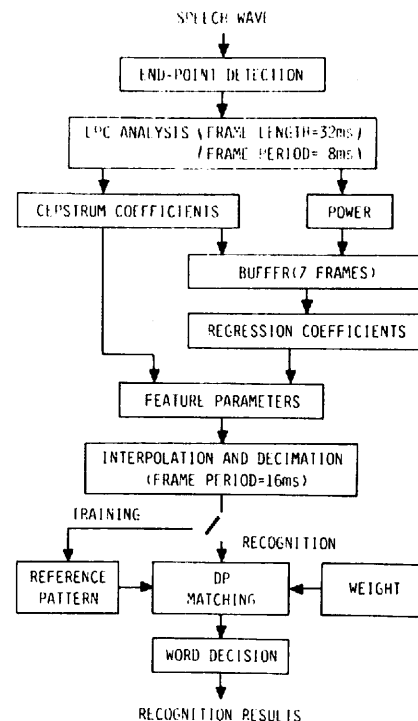 SPEECH WAVE
END-POINT DETECTION
LPC ANALYSIS (FRAME LENGTH=32ms)
(FRAME PERIOD= 8ms)
CEPSTRUM COEFFICIENTS
POWER
BUFFER(7 FRAMES)
REGRESSION COEFFICIENTS
FEATURE PARAMETERS
INTERPOLATION AND DECIMATION
(FRAME PERIOD=16ms)
TRAINING
RECOGNITION
REFERENCE
PATTERN
DP
MATCHING
WEIGHT
WORD DECISION
RECOGNITION RESULTS